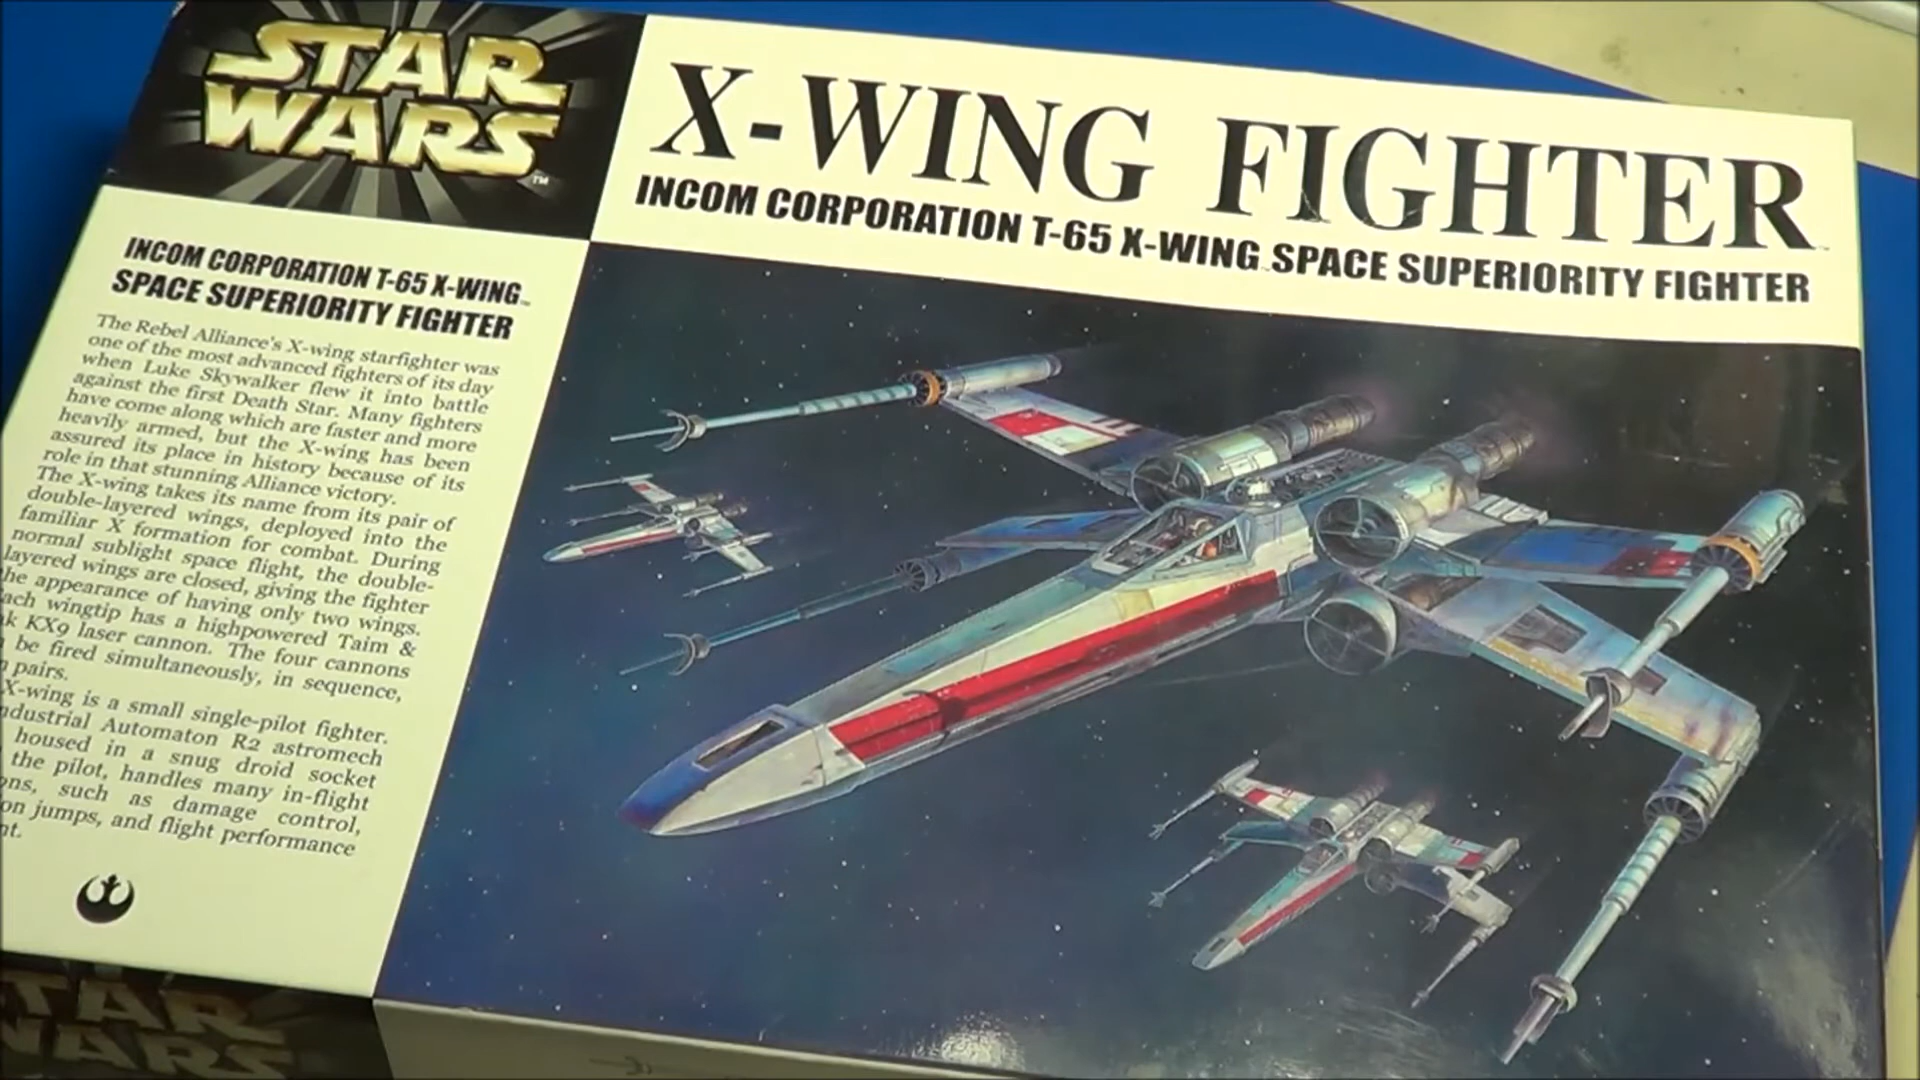 STAR
WARS
TM
X-WING FIGHTER
INCOM CORPORATION T-65 X-WING SPACE SUPERIORITY FIGHTER
INCOM CORPORATION T-65 X-WING
SPACE SUPERIORITY FIGHTER
The Rebel Alliance's X-wing starfighter was
one of the most advanced fighters of its day
when Luke Skywalker flew it into battle
against the first Death Star. Many fighters
have come along which are faster and more
heavily armed, but the X-wing has been
assured its place in history because of its
role in that stunning Alliance victory.
The X-wing takes its name from its pair of
double-layered wings, deployed into the
familiar X formation for combat. During
normal sublight space flight, the double-
layered wings are closed, giving the fighter
he appearance of having only two wings.
ach wingtip has a highpowered Taim &
k KX9 laser cannon. The four cannons
be fired simultaneously, in sequence,
pairs.
X-wing is a small single-pilot fighter.
ndustrial Automaton R2 astromech
housed in a snug droid socket
the pilot, handles many in-flight
ons, such as damage control,
on jumps, and flight performance
nt.
TAR
WARS